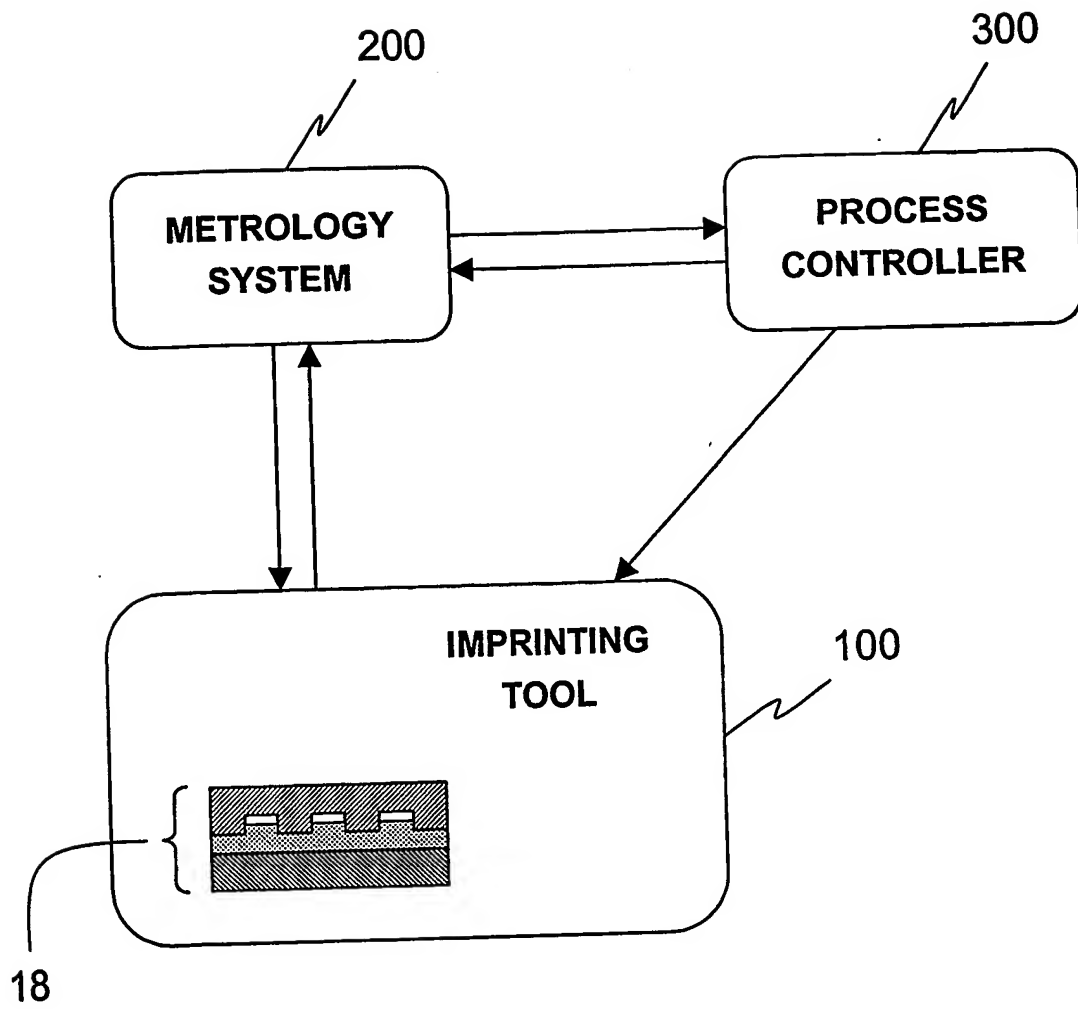 200
300
METROLOGY
SYSTEM
PROCESS
CONTROLLER
IMPRINTING
TOOL
100
18